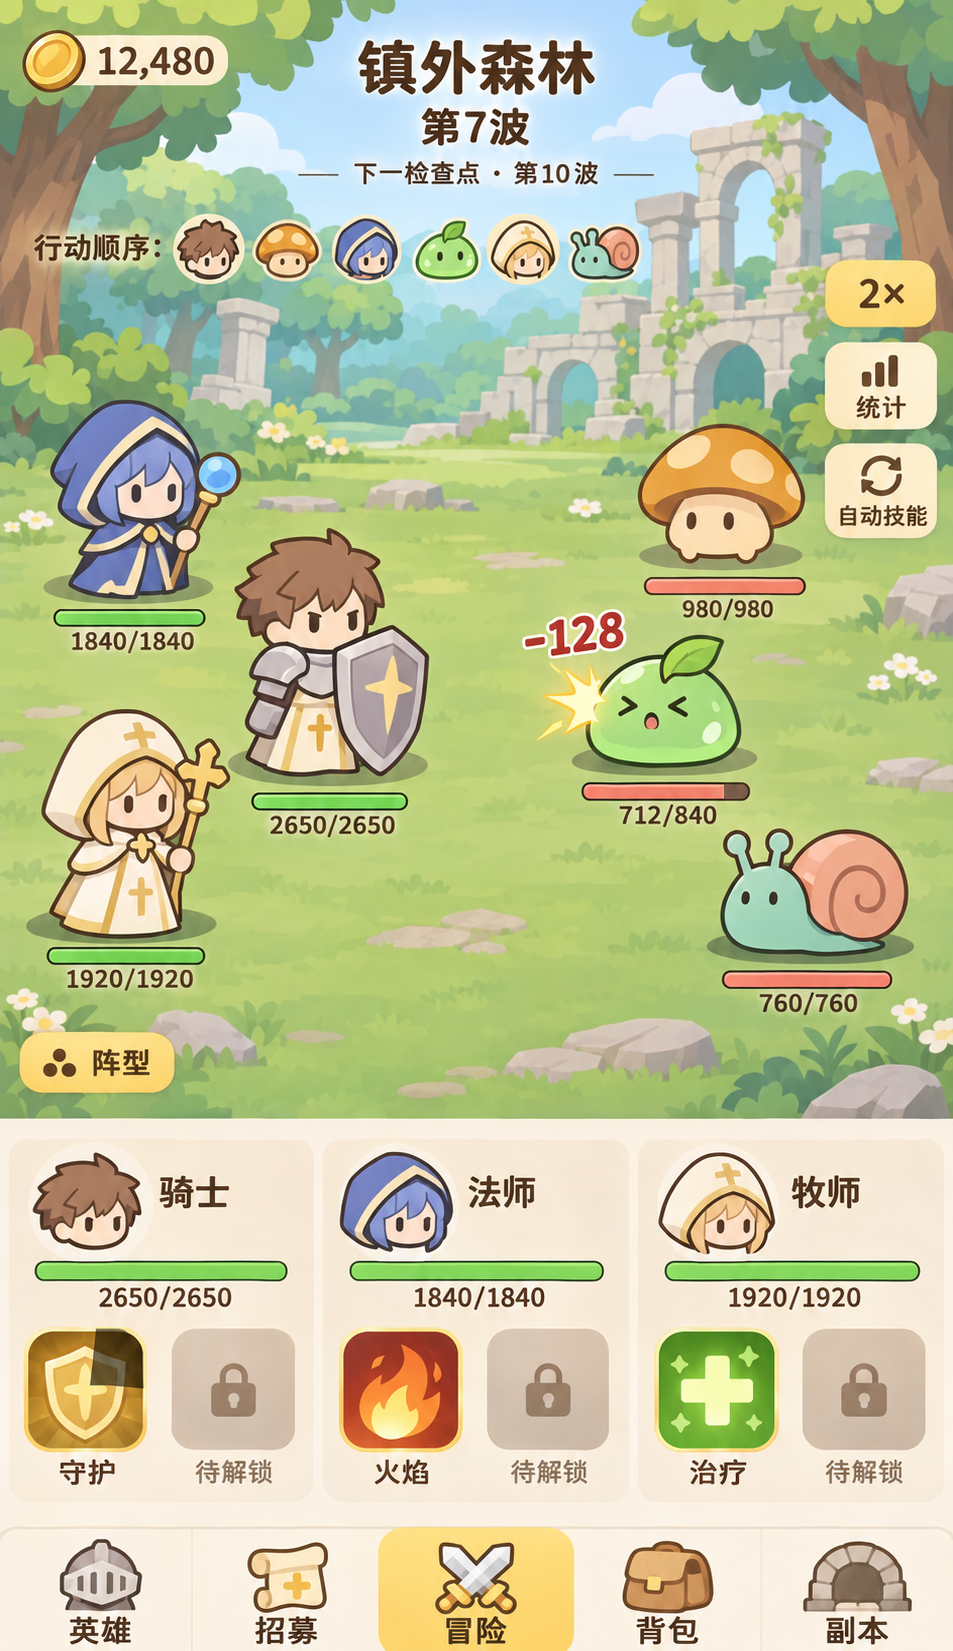 12,480
镇外森林
第7波
下一检查点 · 第10波
行动顺序：
2×
统计
自动技能
980/980
1840/1840
-128
712/840
2650/2650
1920/1920
760/760
阵型
骑士
2650/2650
守护
待解锁
法师
1840/1840
火焰
待解锁
牧师
1920/1920
治疗
待解锁
英雄
招募
冒险
背包
副本